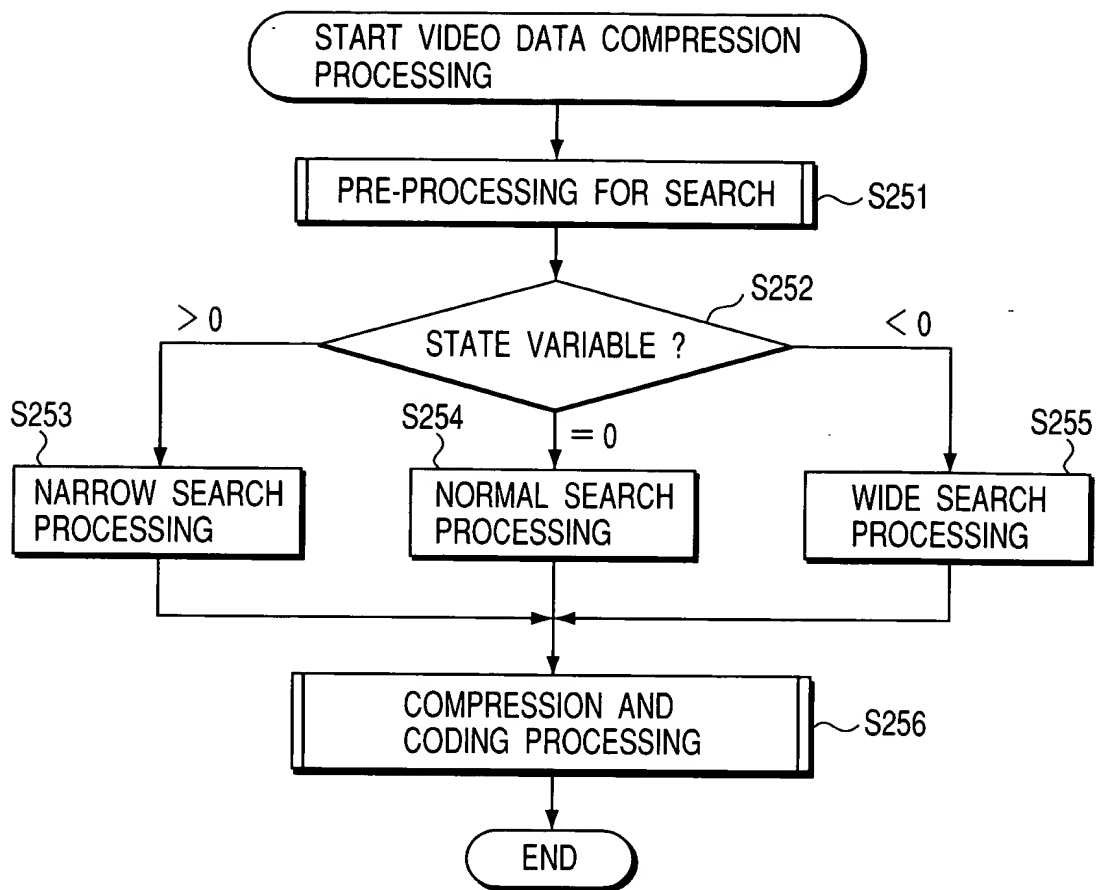 START VIDEO DATA COMPRESSION
PROCESSING
PRE-PROCESSING FOR SEARCH
S251
S252
> 0
STATE VARIABLE ?
< 0
S253
S254
= 0
S255
NARROW SEARCH
PROCESSING
NORMAL SEARCH
PROCESSING
WIDE SEARCH
PROCESSING
COMPRESSION AND
CODING PROCESSING
S256
END